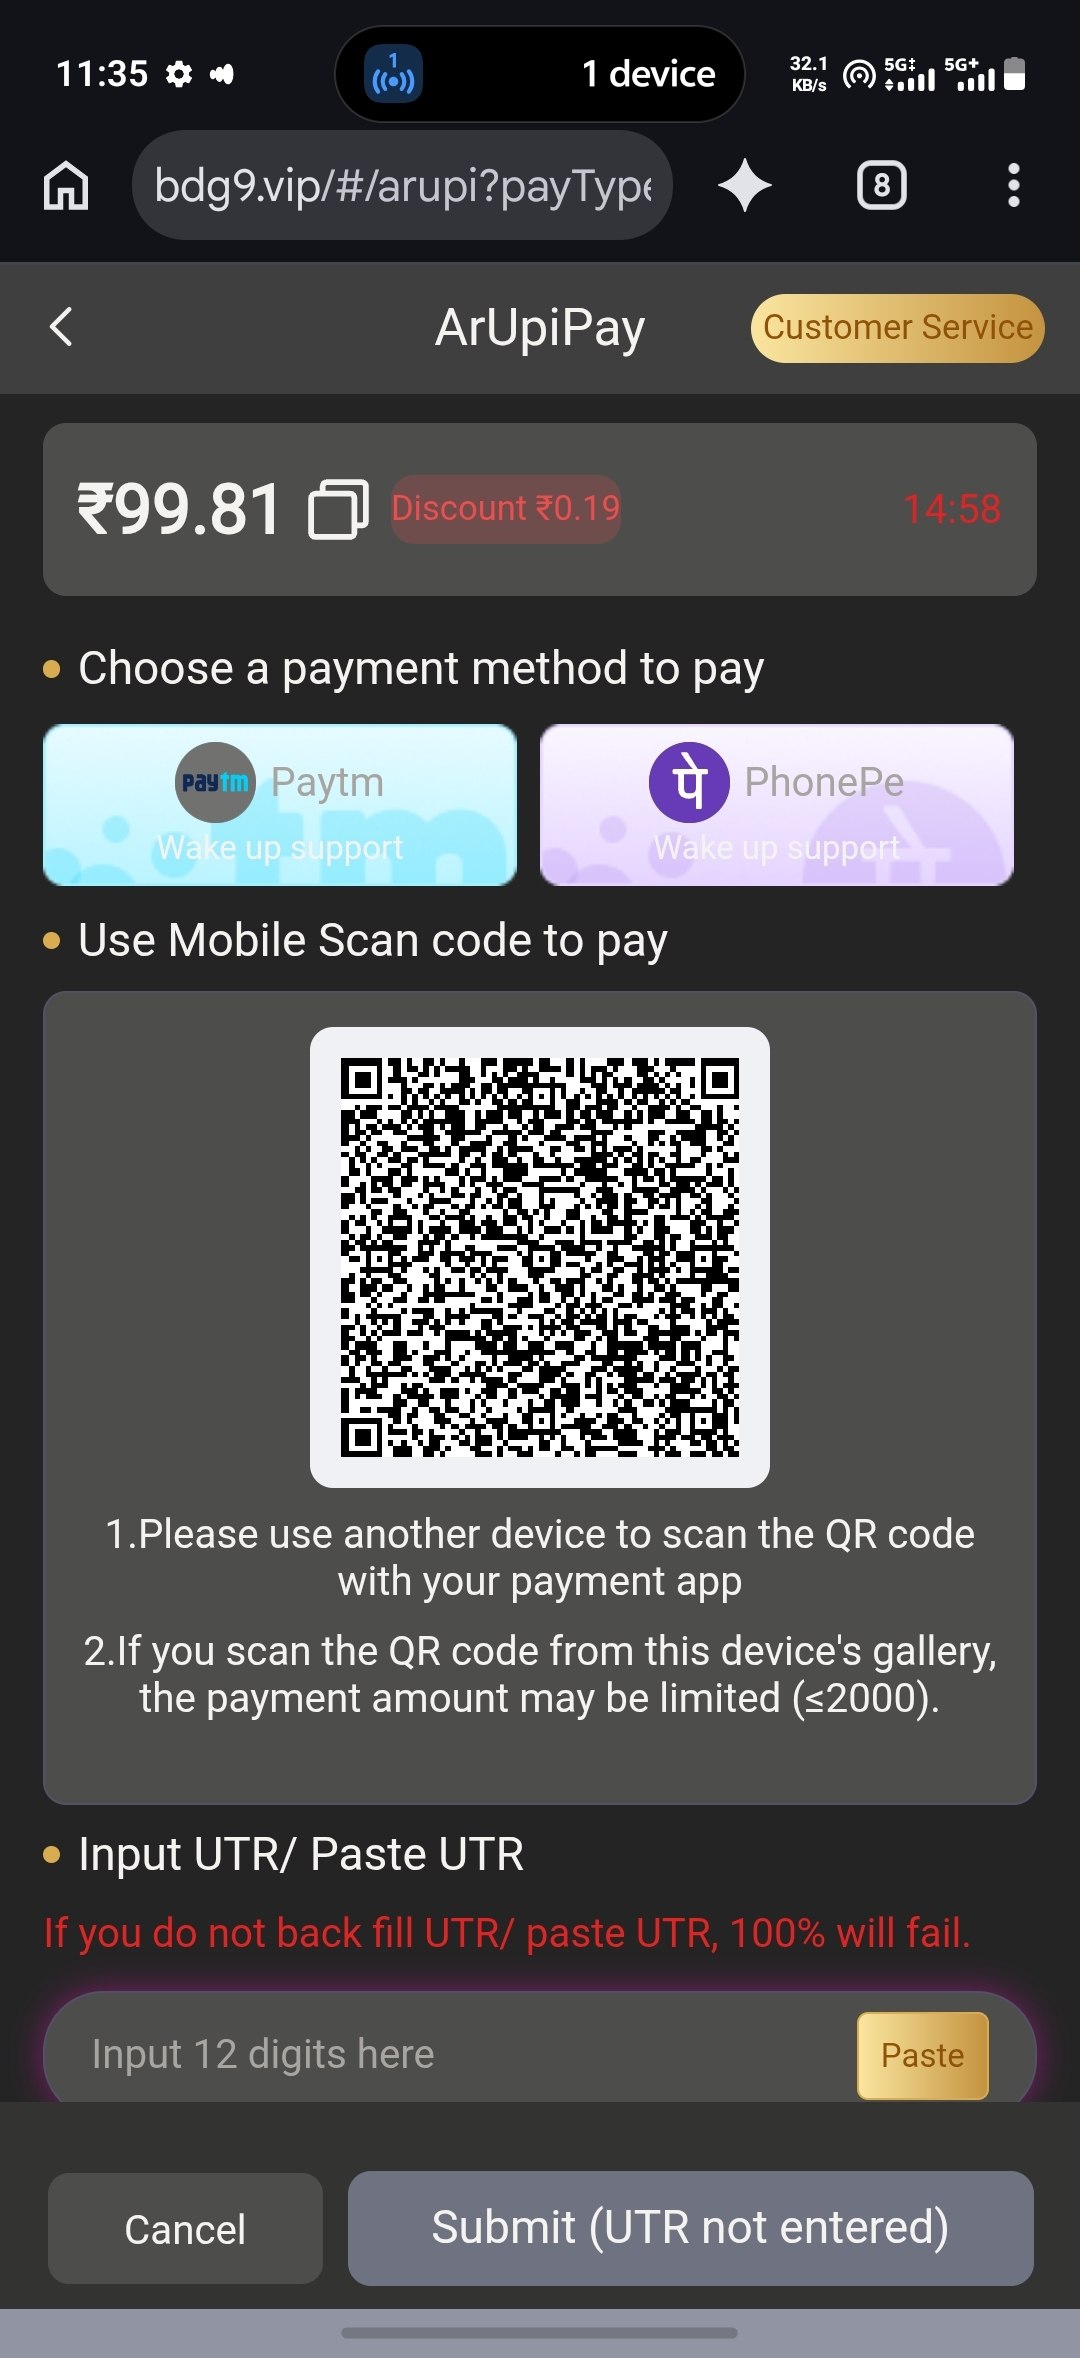 11:35
1
1 device
32.1
KB/s
5G‡
5G+
bdg9.vip/#/arupi?payType
8
ArUpiPay
Customer Service
₹99.81
Discount ₹0.19
14:58
Choose a payment method to pay
paytm
Paytm
Wake up support
पे
PhonePe
Wake up support
Use Mobile Scan code to pay
1.Please use another device to scan the QR code
with your payment app
2.If you scan the QR code from this device's gallery,
the payment amount may be limited (≤2000).
Input UTR/ Paste UTR
If you do not back fill UTR/ paste UTR, 100% will fail.
Input 12 digits here
Paste
Cancel
Submit (UTR not entered)